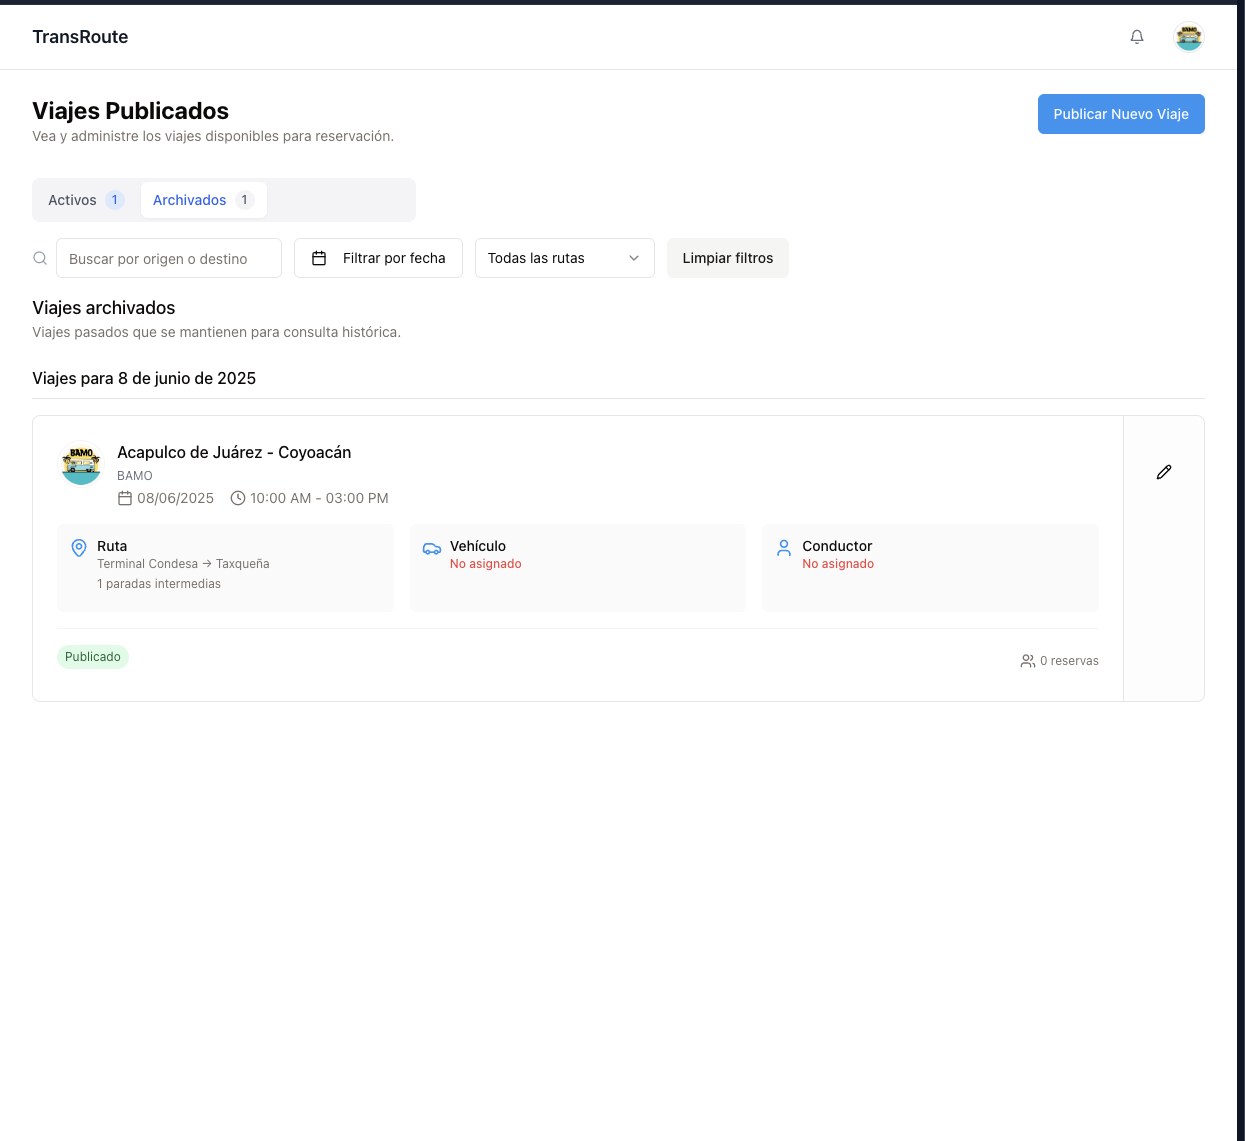 TransRoute
BAMO
Viajes Publicados
Vea y administre los viajes disponibles para reservación.
Publicar Nuevo Viaje
Activos 1 Archivados 1
Buscar por origen o destino Filtrar por fecha Todas las rutas Limpiar filtros
Viajes archivados
Viajes pasados que se mantienen para consulta histórica.
Viajes para 8 de junio de 2025
BAMO
Acapulco de Juárez - Coyoacán
BAMO
08/06/2025 10:00 AM - 03:00 PM
Ruta
Terminal Condesa → Taxqueña
1 paradas intermedias
Vehículo
No asignado
Conductor
No asignado
Publicado
0 reservas